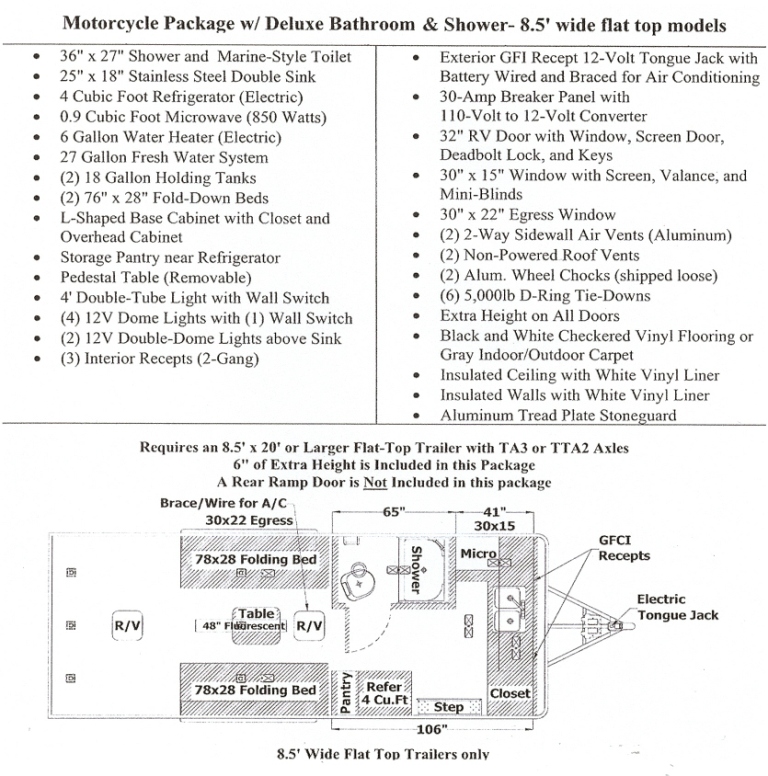 Motorcycle Package w/ Deluxe Bathroom & Shower- 8.5' wide flat top models
• 36" x 27" Shower and Marine-Style Toilet
• 25" x 18" Stainless Steel Double Sink
• 4 Cubic Foot Refrigerator (Electric)
• 0.9 Cubic Foot Microwave (850 Watts)
• 6 Gallon Water Heater (Electric)
• 27 Gallon Fresh Water System
• (2) 18 Gallon Holding Tanks
• (2) 76" x 28" Fold-Down Beds
• L-Shaped Base Cabinet with Closet and
Overhead Cabinet
• Storage Pantry near Refrigerator
• Pedestal Table (Removable)
• 4' Double-Tube Light with Wall Switch
• (4) 12V Dome Lights with (1) Wall Switch
• (2) 12V Double-Dome Lights above Sink
• (3) Interior Recepts (2-Gang)
• Exterior GFI Recept 12-Volt Tongue Jack with
Battery Wired and Braced for Air Conditioning
• 30-Amp Breaker Panel with
110-Volt to 12-Volt Converter
• 32" RV Door with Window, Screen Door,
Deadbolt Lock, and Keys
• 30" x 15" Window with Screen, Valance, and
Mini-Blinds
• 30" x 22" Egress Window
• (2) 2-Way Sidewall Air Vents (Aluminum)
• (2) Non-Powered Roof Vents
• (2) Alum. Wheel Chocks (shipped loose)
• (6) 5,000lb D-Ring Tie-Downs
• Extra Height on All Doors
• Black and White Checkered Vinyl Flooring or
Gray Indoor/Outdoor Carpet
• Insulated Ceiling with White Vinyl Liner
• Insulated Walls with White Vinyl Liner
• Aluminum Tread Plate Stoneguard
Requires an 8.5' x 20' or Larger Flat-Top Trailer with TA3 or TTA2 Axles
6" of Extra Height is Included in this Package
A Rear Ramp Door is Not Included in this package
Brace/Wire for A/C
30x22 Egress
65"
41"
30x15
GFCI
Recepts
78x28 Folding Bed
Shower
Micro
Electric
Tongue Jack
R/V
Table
48" Fluorescent
R/V
78x28 Folding Bed
Pantry
Refer
4 Cu.Ft
Step
Closet
106"
8.5' Wide Flat Top Trailers only